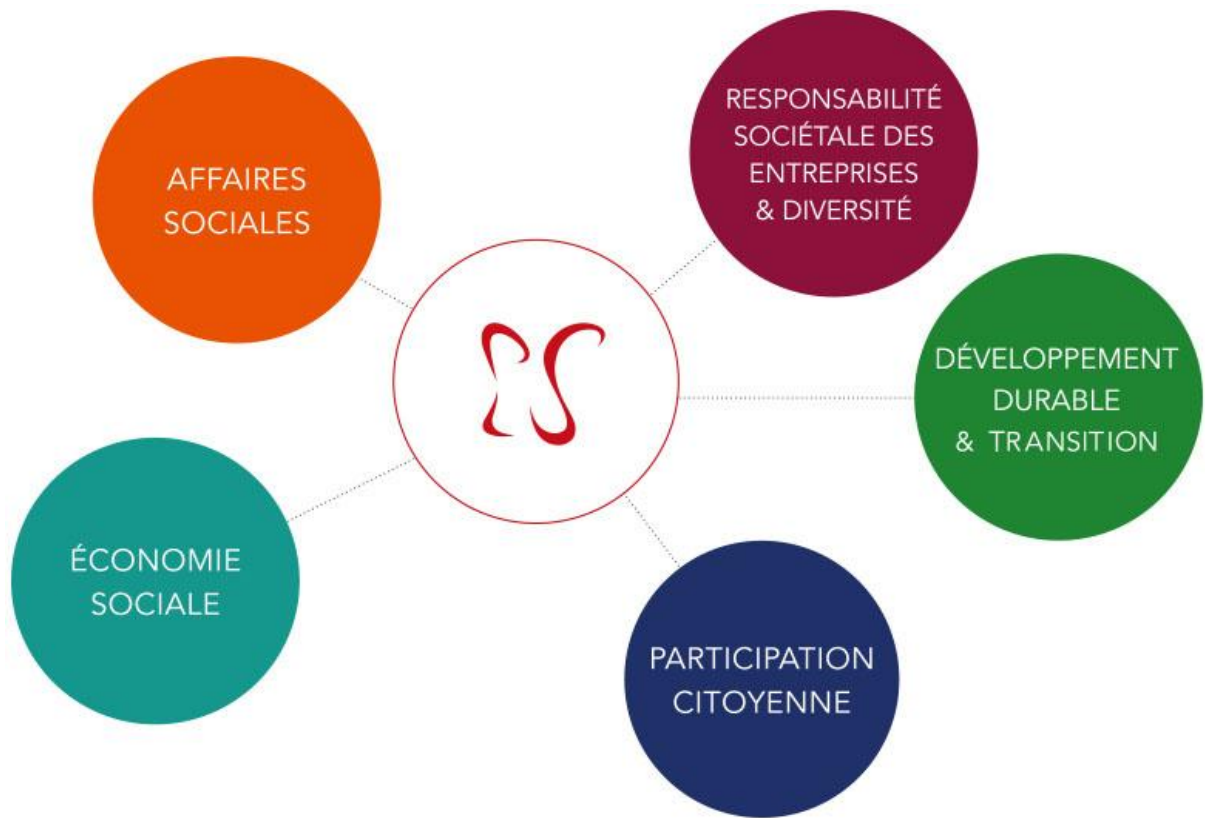 AFFAIRES
SOCIALES
RESPONSABILITÉ
SOCIÉTALE DES
ENTREPRISES
& DIVERSITÉ
DÉVELOPPEMENT
DURABLE
& TRANSITION
ÉCONOMIE
SOCIALE
PARTICIPATION
CITOYENNE